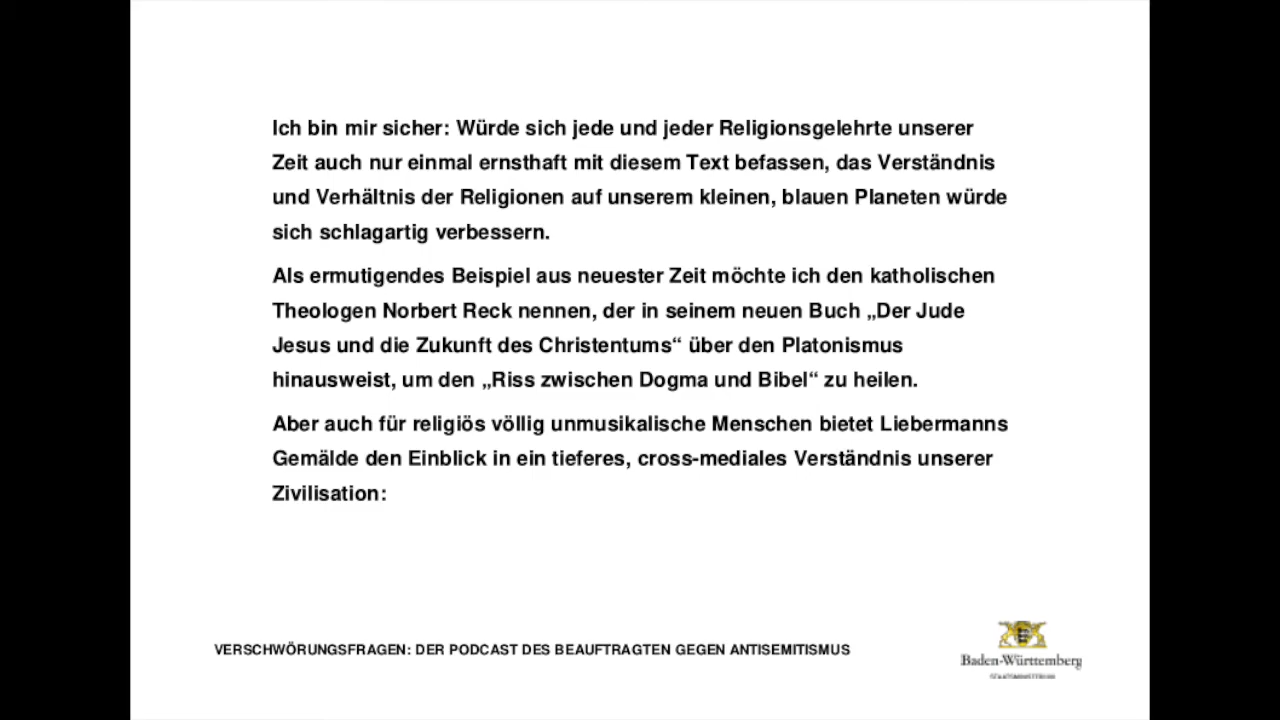 Ich bin mir sicher: Würde sich jede und jeder Religionsgelehrte unserer
Zeit auch nur einmal ernsthaft mit diesem Text befassen, das Verständnis
und Verhältnis der Religionen auf unserem kleinen, blauen Planeten würde
sich schlagartig verbessern.
Als ermutigendes Beispiel aus neuester Zeit möchte ich den katholischen
Theologen Norbert Reck nennen, der in seinem neuen Buch „Der Jude
Jesus und die Zukunft des Christentums“ über den Platonismus
hinausweist, um den „Riss zwischen Dogma und Bibel“ zu heilen.
Aber auch für religiös völlig unmusikalische Menschen bietet Liebermanns
Gemälde den Einblick in ein tieferes, cross-mediales Verständnis unserer
Zivilisation:
VERSCHWÖRUNGSFRAGEN: DER PODCAST DES BEAUFTRAGTEN GEGEN ANTISEMITISMUS
Baden-Württemberg
STAATSMINISTERIUM